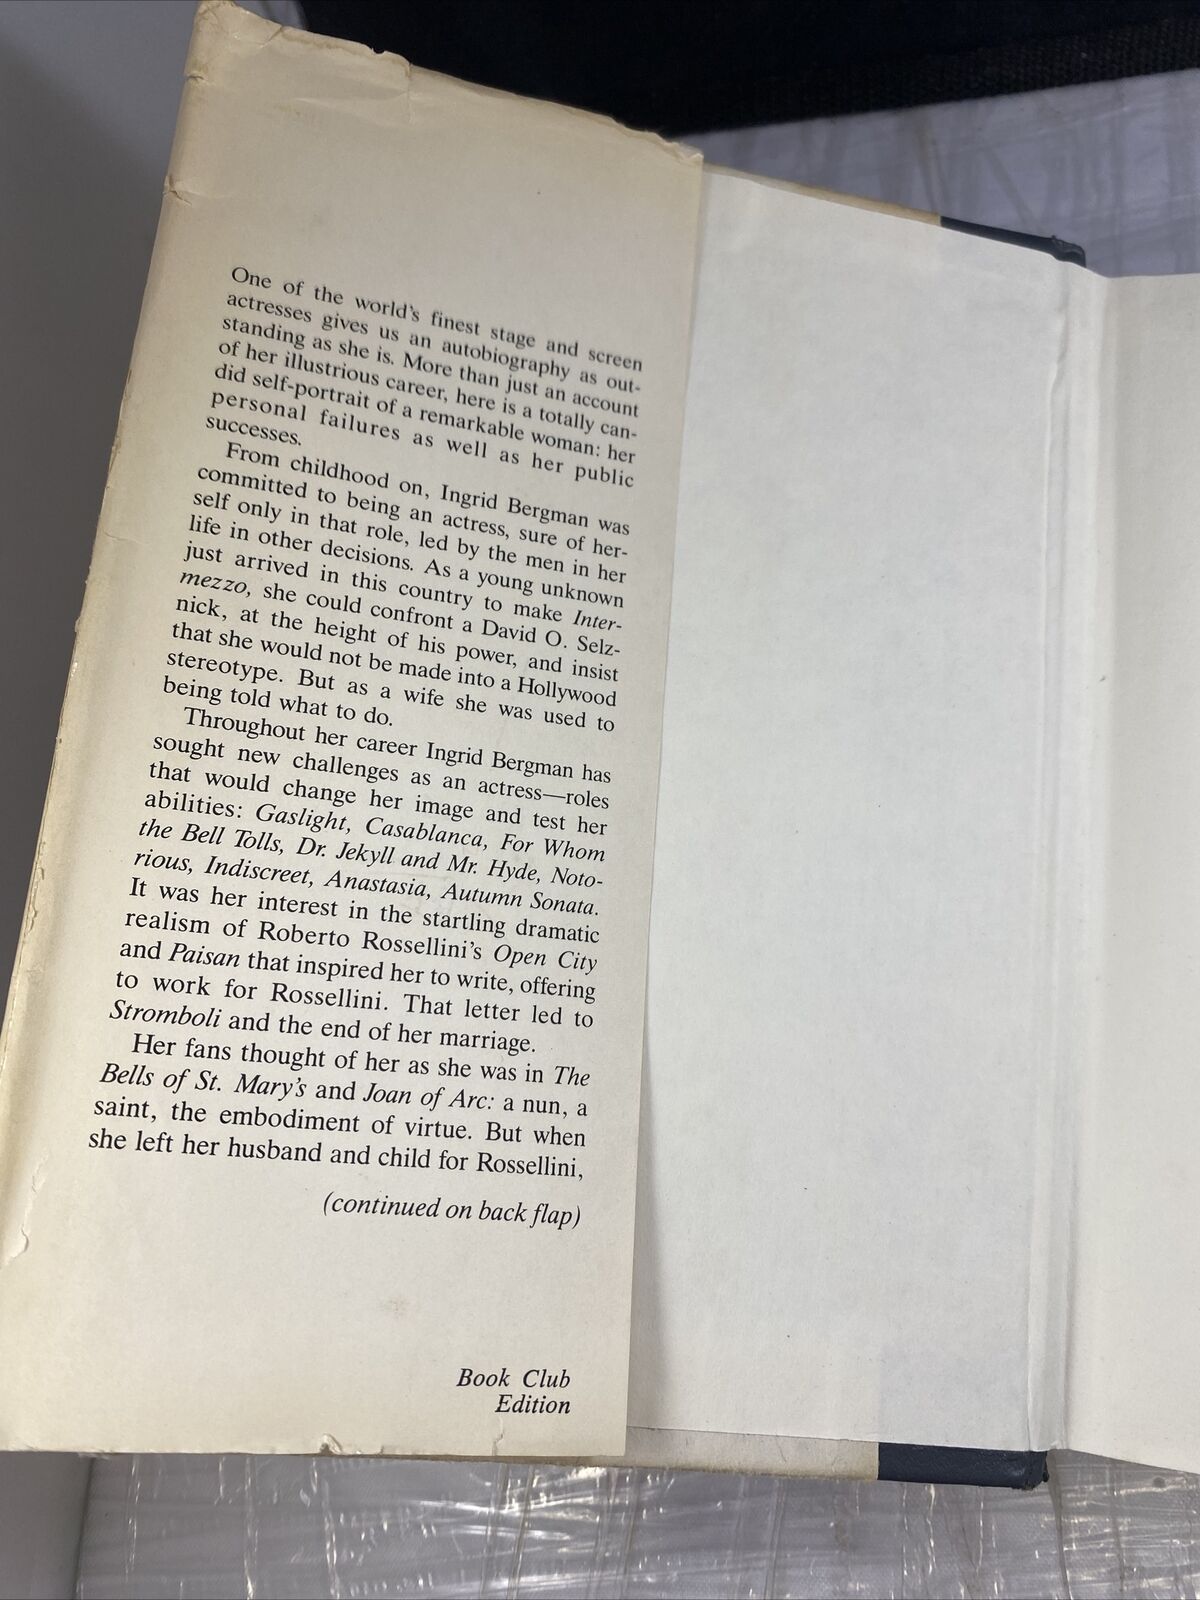 One of the world's finest stage and screen
actresses gives us an autobiography as out-
standing as she is. More than just an account
of her illustrious career, here is a totally can-
did self-portrait of a remarkable woman: her
personal failures as well as her public
successes.
From childhood on, Ingrid Bergman was
committed to being an actress, sure of her-
self only in that role, led by the men in her
life in other decisions. As a young unknown
just arrived in this country to make Inter-
mezzo, she could confront a David O. Selz-
nick, at the height of his power, and insist
that she would not be made into a Hollywood
stereotype. But as a wife she was used to
being told what to do.
Throughout her career Ingrid Bergman has
sought new challenges as an actress—roles
that would change her image and test her
abilities: Gaslight, Casablanca, For Whom
the Bell Tolls, Dr. Jekyll and Mr. Hyde, Noto-
rious, Indiscreet, Anastasia, Autumn Sonata.
It was her interest in the startling dramatic
realism of Roberto Rossellini's Open City
and Paisan that inspired her to write, offering
to work for Rossellini. That letter led to
Stromboli and the end of her marriage.
Her fans thought of her as she was in The
Bells of St. Mary's and Joan of Arc: a nun, a
saint, the embodiment of virtue. But when
she left her husband and child for Rossellini,
(continued on back flap)
Book Club
Edition